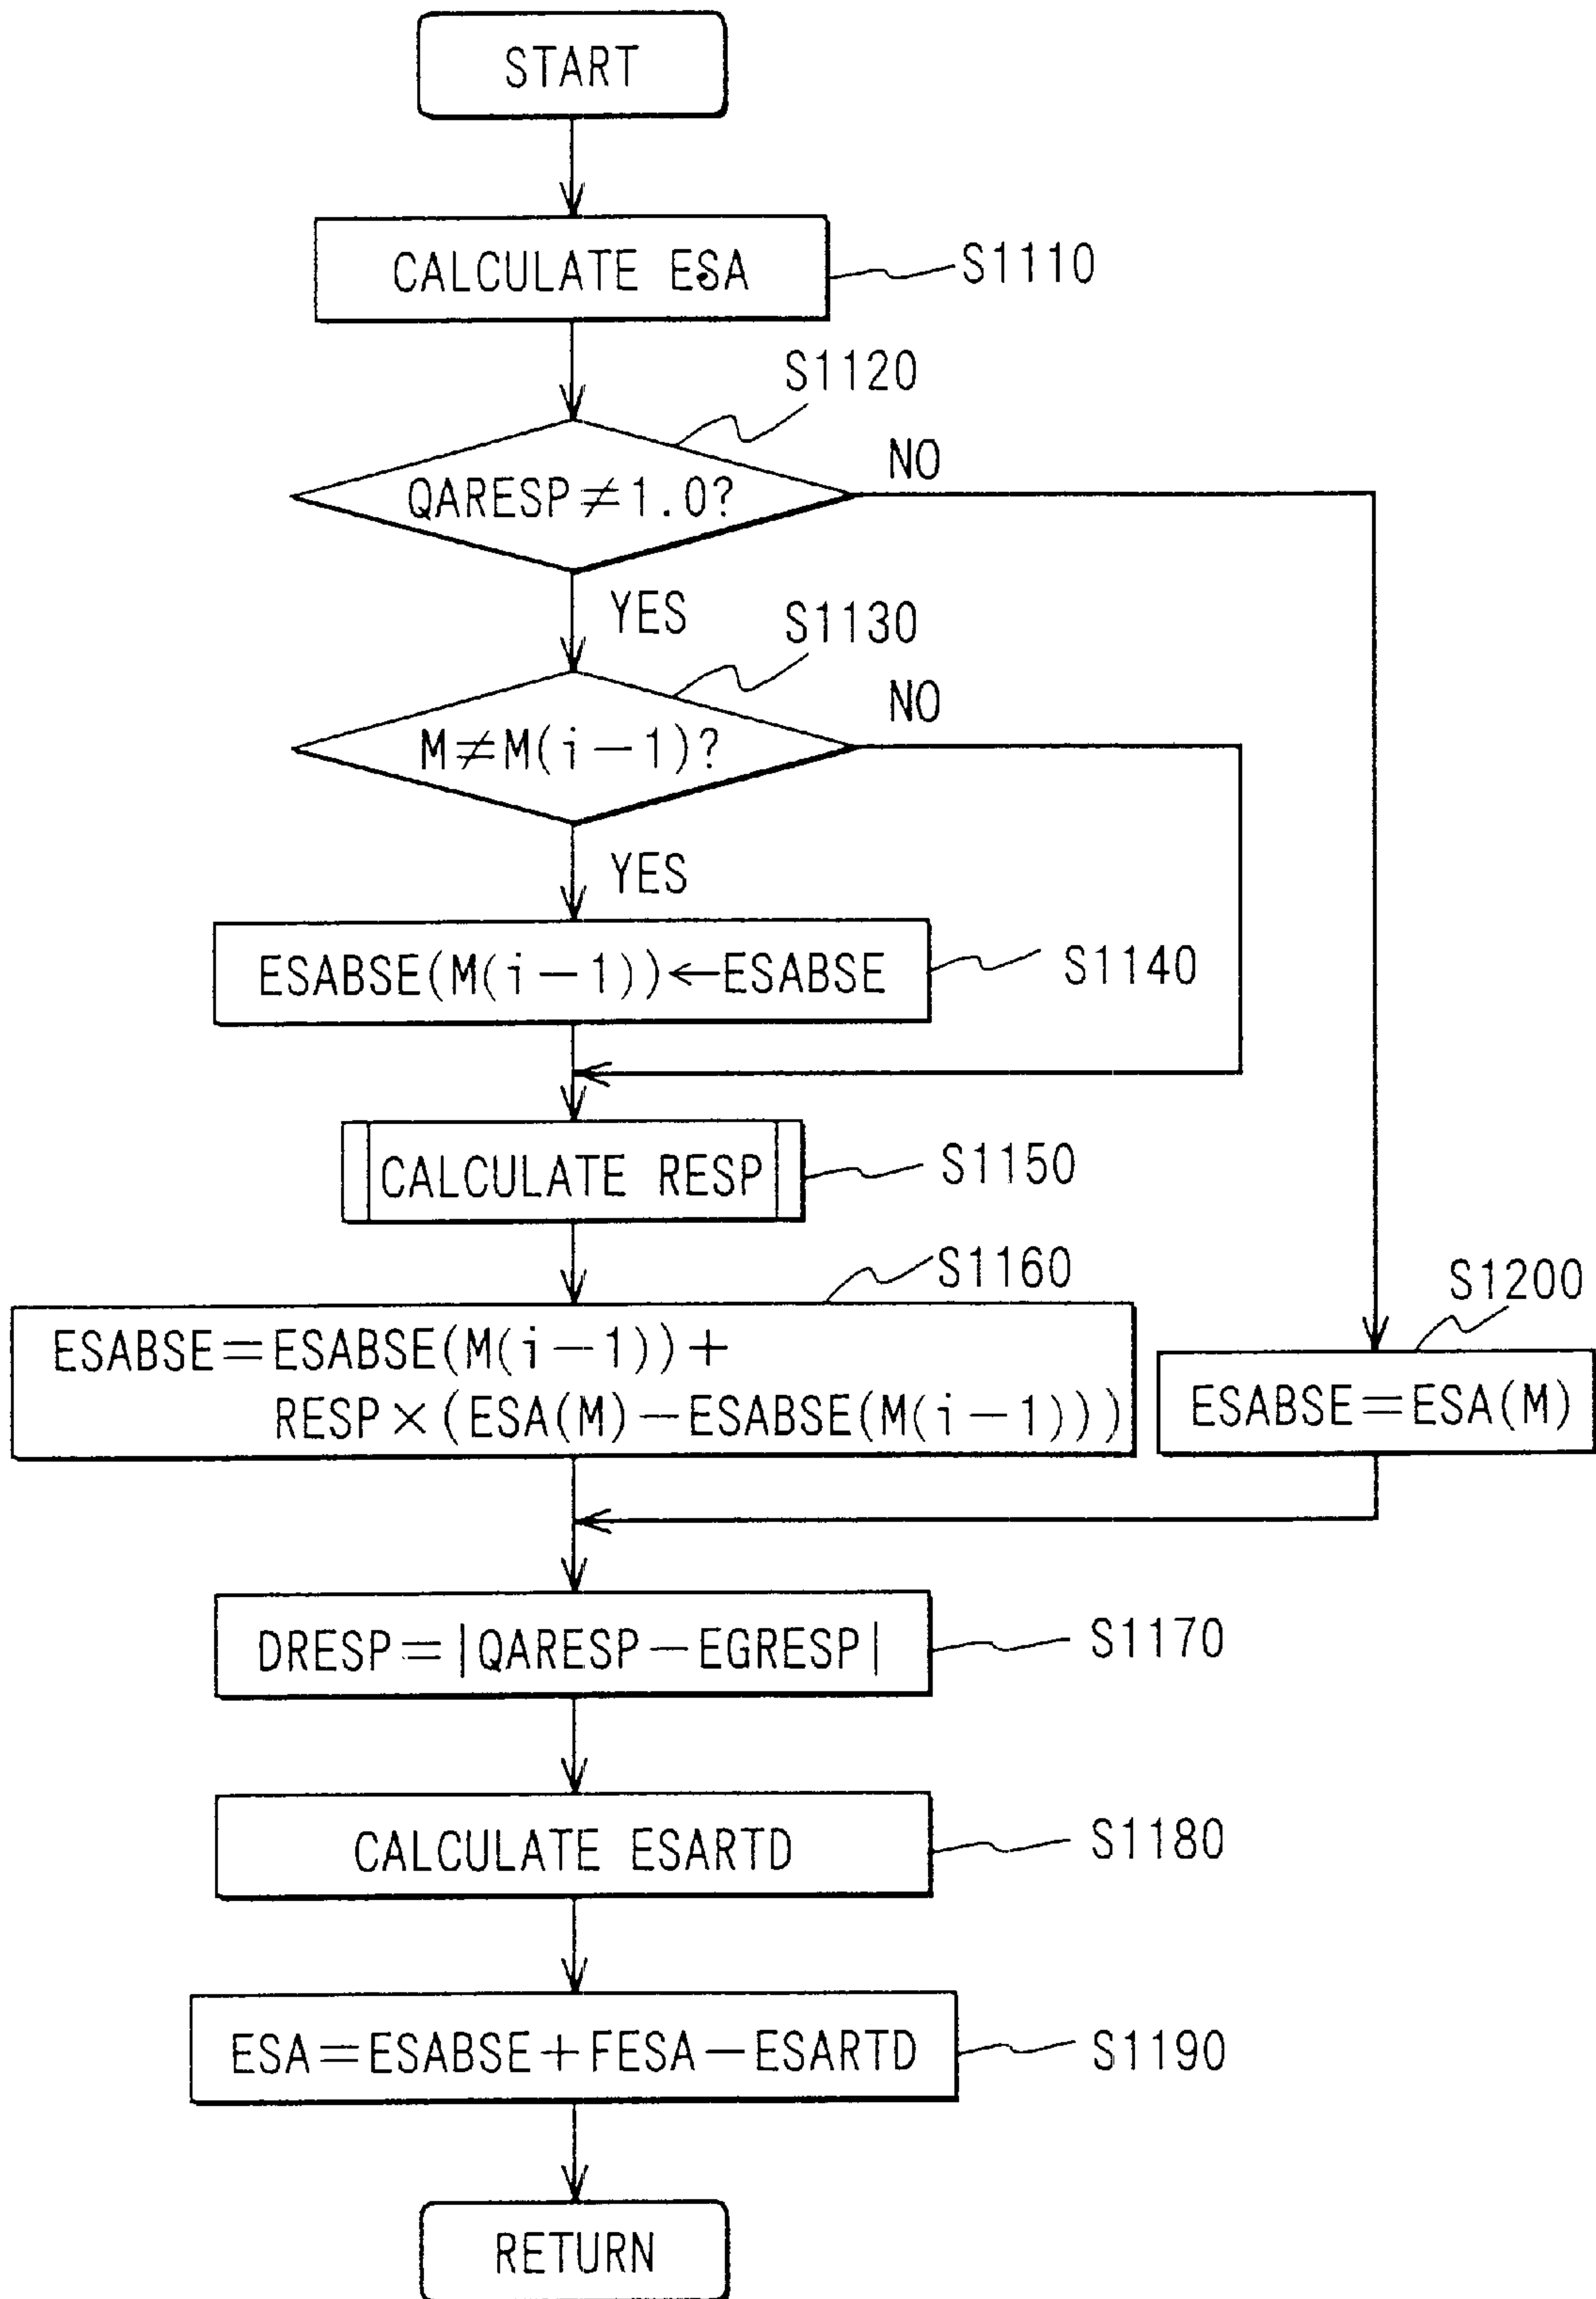 START
CALCULATE ESA
S1110
S1120
QARESP≠1.0?
NO
YES
S1130
M≠M(i−1)?
NO
YES
ESABSE(M(i−1))←ESABSE
S1140
CALCULATE RESP
S1150
S1160
ESABSE=ESABSE(M(i−1))+
RESP×(ESA(M)−ESABSE(M(i−1)))
S1200
ESABSE=ESA(M)
DRESP=|QARESP−EGRESP|
S1170
CALCULATE ESARTD
S1180
ESA=ESABSE+FESA−ESARTD
S1190
RETURN